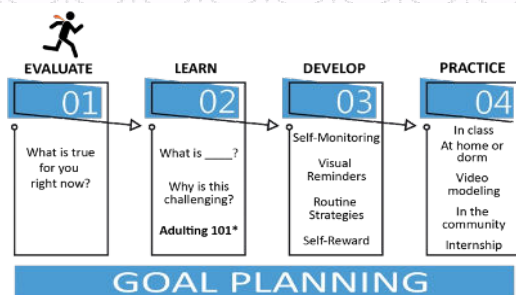 EVALUATE
01
What is true
for you
right now?
LEARN
02
What is ____?
Why is this
challenging?
Adulting 101*
DEVELOP
03
Self-Monitoring
Visual
Reminders
Routine
Strategies
Self-Reward
PRACTICE
04
In class
At home or
dorm
Video
modeling
In the
community
Internship
GOAL PLANNING